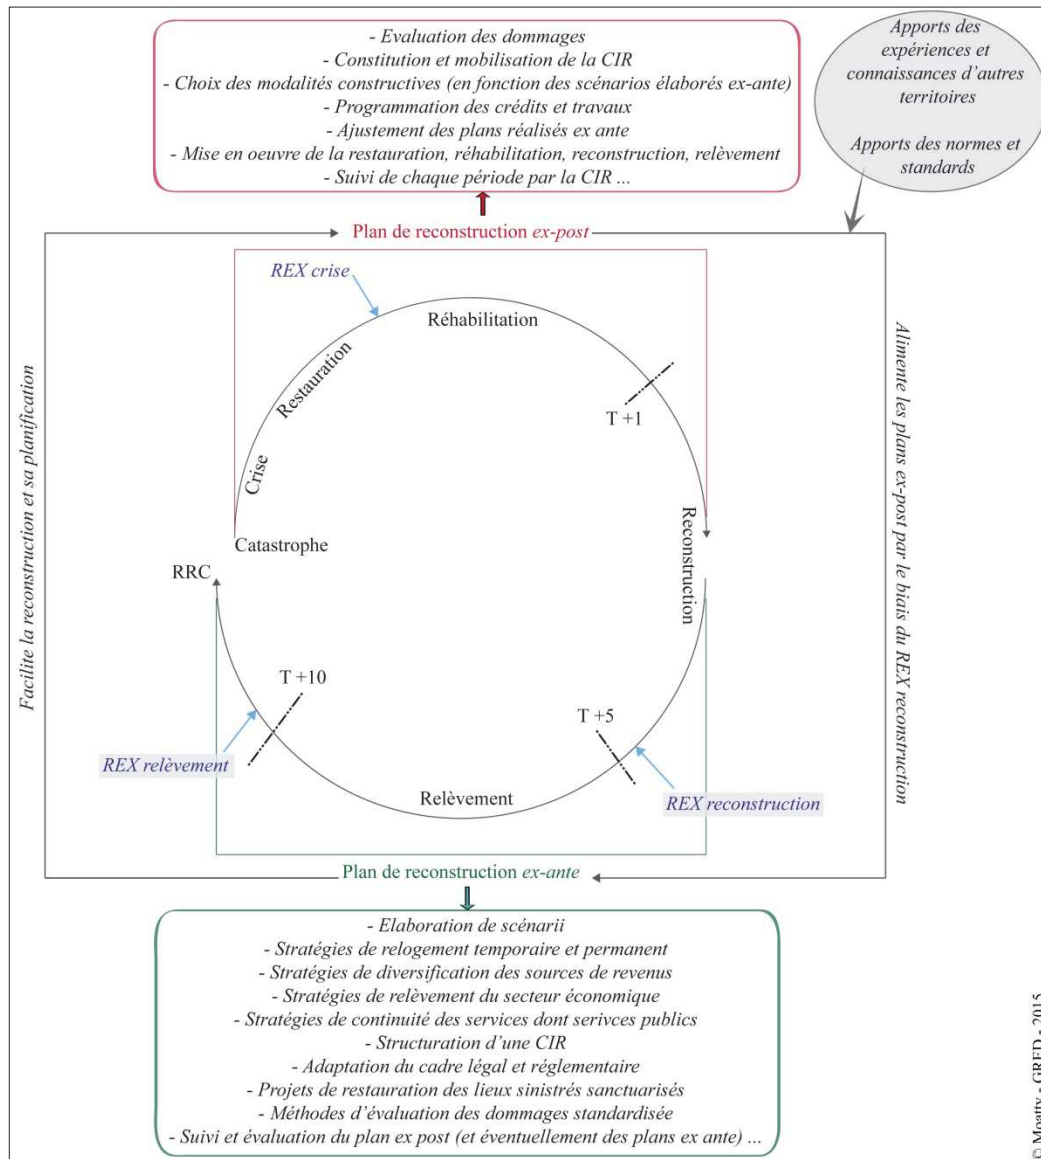 - Evaluation des dommages
- Constitution et mobilisation de la CIR
- Choix des modalités constructives (en fonction des scénarios élaborés ex-ante)
- Programmation des crédits et travaux
- Ajustement des plans réalisés ex ante
- Mise en oeuvre de la restauration, réhabilitation, reconstruction, relèvement
- Suivi de chaque période par la CIR ...
Apports des
expériences et
connaissances d'autres
territoires
Apports des normes et
standards
Plan de reconstruction ex-post
REX crise
Réhabilitation
Restauration
Crise
Catastrophe
T +1
Reconstruction
RRC
T +10
T +5
REX relèvement
Relèvement
REX reconstruction
Facilite la reconstruction et sa planification
Alimente les plans ex-post par le biais du REX reconstruction
Plan de reconstruction ex-ante
- Elaboration de scénarii
- Stratégies de relogement temporaire et permanent
- Stratégies de diversification des sources de revenus
- Stratégies de relèvement du secteur économique
- Stratégies de continuité des services dont serivces publics
- Structuration d'une CIR
- Adaptation du cadre légal et réglementaire
- Projets de restauration des lieux sinistrés sanctuarisés
- Méthodes d'évaluation des dommages standardisée
- Suivi et évaluation du plan ex post (et éventuellement des plans ex ante) ...
© Moatty - GRED - 2015